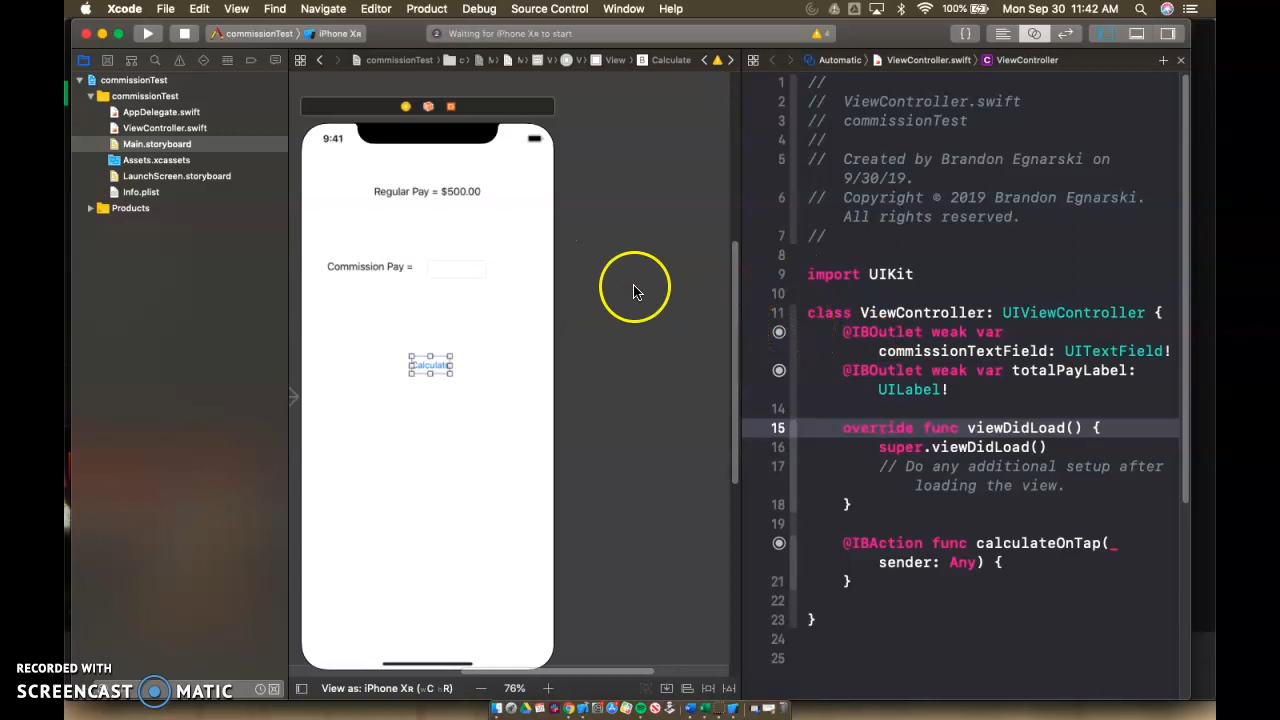 Xcode File Edit View Find Navigate Editor Product Debug Source Control Window Help 100% Mon Sep 30 11:42 AM
commissionTest iPhone XR Waiting for iPhone XR to start 4
commissionTest View Calculate Automatic ViewController.swift ViewController
commissionTest
commissionTest
AppDelegate.swift
ViewController.swift
Main.storyboard
Assets.xcassets
LaunchScreen.storyboard
Info.plist
Products
9:41
Regular Pay = $500.00
Commission Pay =
Calculate
1 //
2 // ViewController.swift
3 // commissionTest
4 //
5 // Created by Brandon Egnarski on
9/30/19.
6 // Copyright © 2019 Brandon Egnarski.
All rights reserved.
7 //
8
9 import UIKit
10
11 class ViewController: UIViewController {
@IBOutlet weak var
commissionTextField: UITextField!
@IBOutlet weak var totalPayLabel:
UILabel!
14
15 override func viewDidLoad() {
16 super.viewDidLoad()
17 // Do any additional setup after
loading the view.
18 }
19
@IBAction func calculateOnTap(_
sender: Any) {
21 }
22
23 }
24
25
View as: iPhone XR (wC hR) 76%
RECORDED WITH
SCREENCAST MATIC